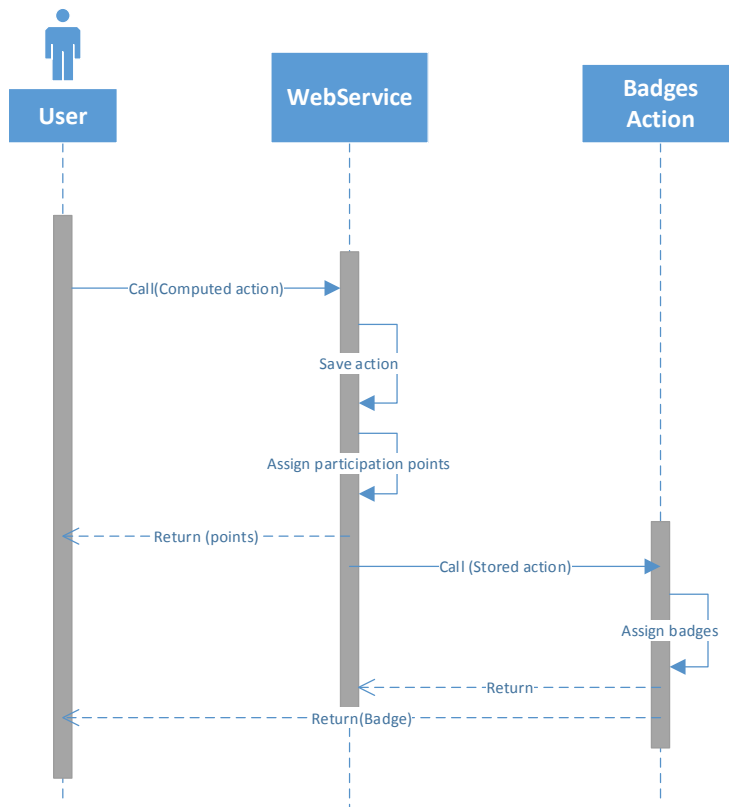 User
WebService
Badges
Action
Call(Computed action)
Save action
Assign participation points
Return (points)
Call (Stored action)
Assign badges
Return
Return(Badge)